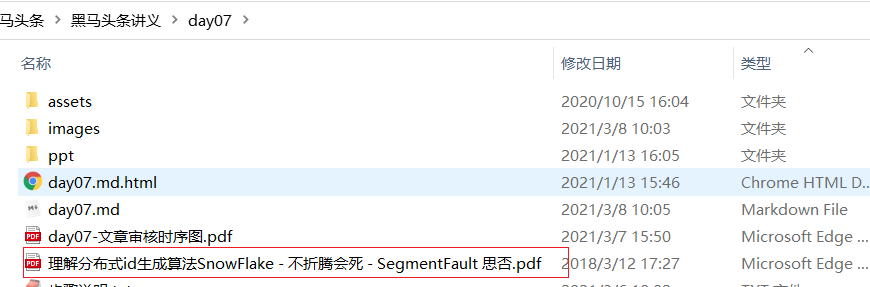 马头条 > 黑马头条讲义 > day07 >
名称 修改日期 类型
assets 2020/10/15 16:04 文件夹
images 2021/3/8 10:03 文件夹
ppt 2021/1/13 16:05 文件夹
day07.md.html 2021/1/13 15:46 Chrome HTML D...
day07.md 2021/3/8 10:05 Markdown File
day07-文章审核时序图.pdf 2021/3/7 15:50 Microsoft Edge ...
理解分布式id生成算法SnowFlake - 不折腾会死 - SegmentFault 思否.pdf 2018/3/12 17:27 Microsoft Edge ...